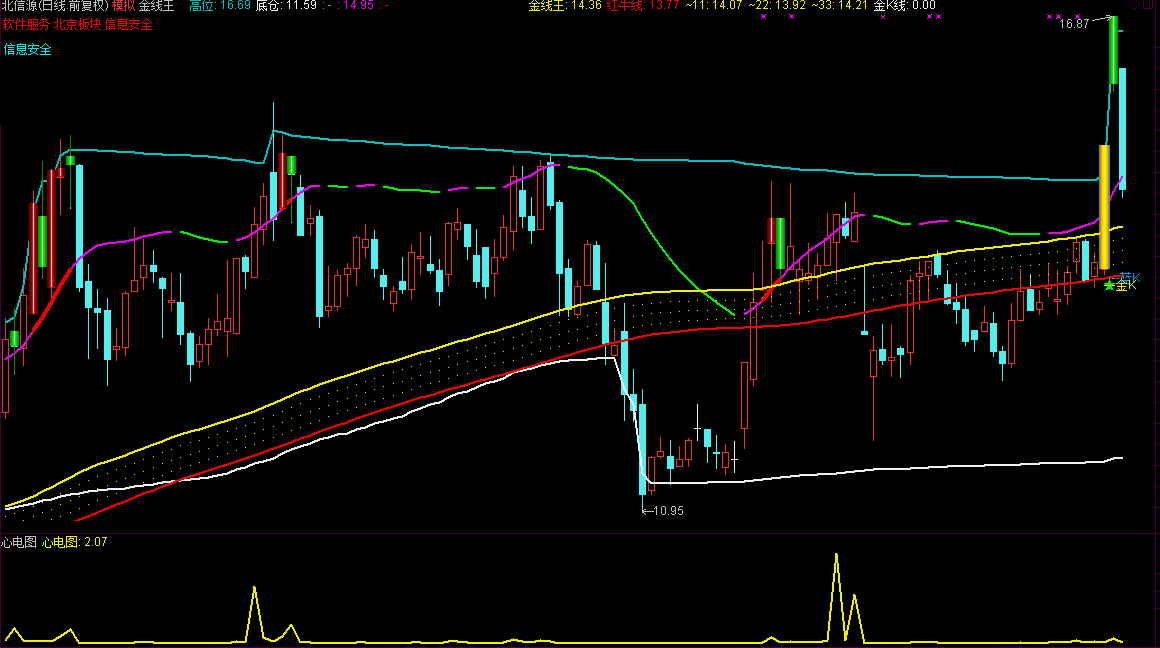 北信源(日线.前复权) 模拟 金线王 高位: 16.69 底仓: 11.59 :- : 14.95 :- 金线王: 14.36 红牛线: 13.77 ~11: 14.07 ~22: 13.92 ~33: 14.21 金K线: 0.00
软件服务 北京板块 信息安全
信息安全
16.87
金K
←10.95
心电图 心电图: 2.07